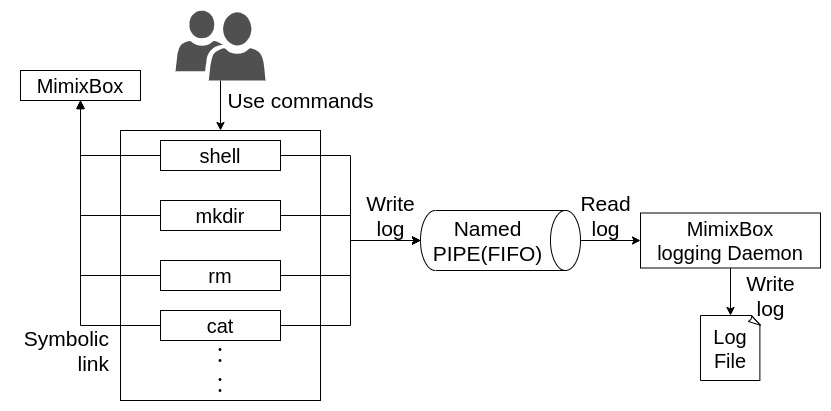 MimixBox
Use commands
shell
mkdir
rm
cat
Symbolic
link
Write
log
Named
PIPE(FIFO)
Read
log
MimixBox
logging Daemon
Write
log
Log
File